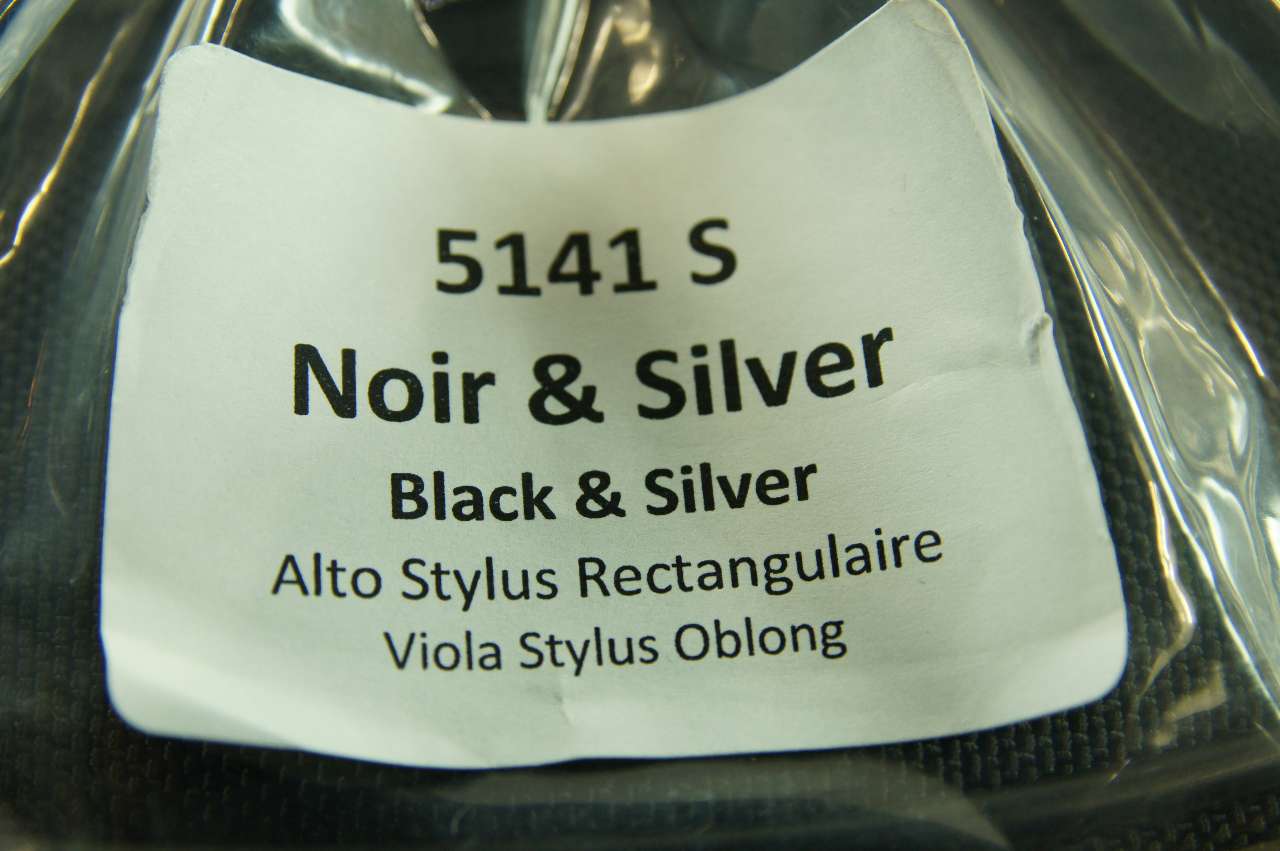 5141 S
Noir & Silver
Black & Silver
Alto Stylus Rectangulaire
Viola Stylus Oblong